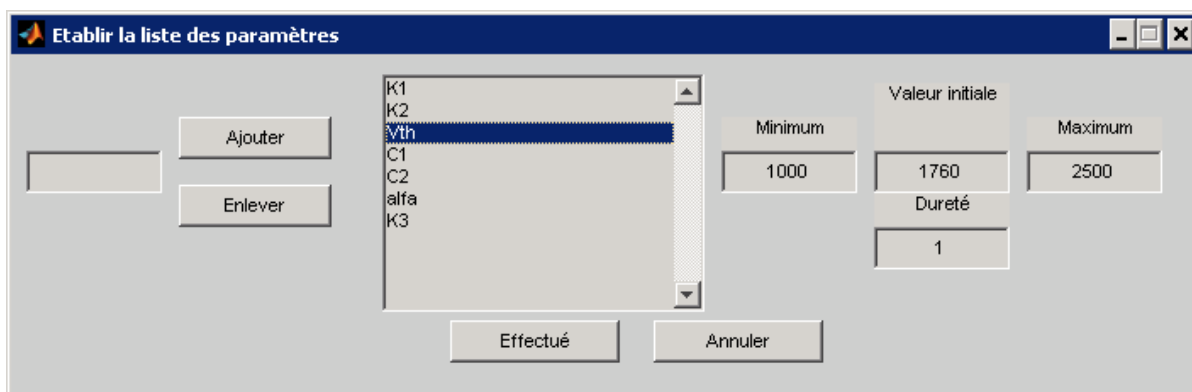 Etablir la liste des paramètres
Ajouter
Enlever
K1
K2
Vth
C1
C2
alfa
K3
Minimum
1000
Valeur initiale
1760
Dureté
1
Maximum
2500
Effectué
Annuler